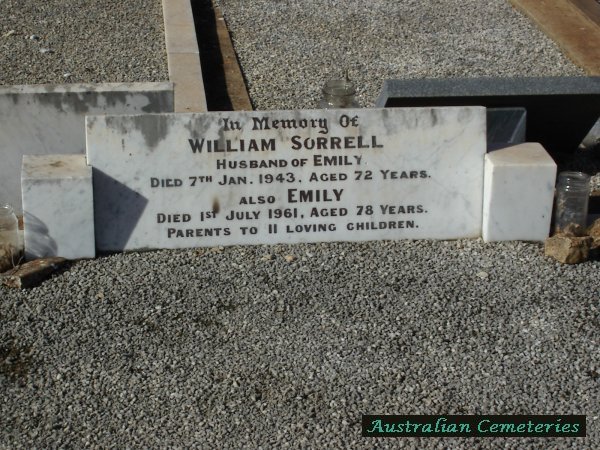 In Memory Of
WILLIAM SORRELL
HUSBAND OF EMILY
DIED 7TH JAN. 1943, AGED 72 YEARS.
ALSO EMILY
DIED 1ST JULY 1961, AGED 78 YEARS.
PARENTS TO 11 LOVING CHILDREN.
Australian Cemeteries